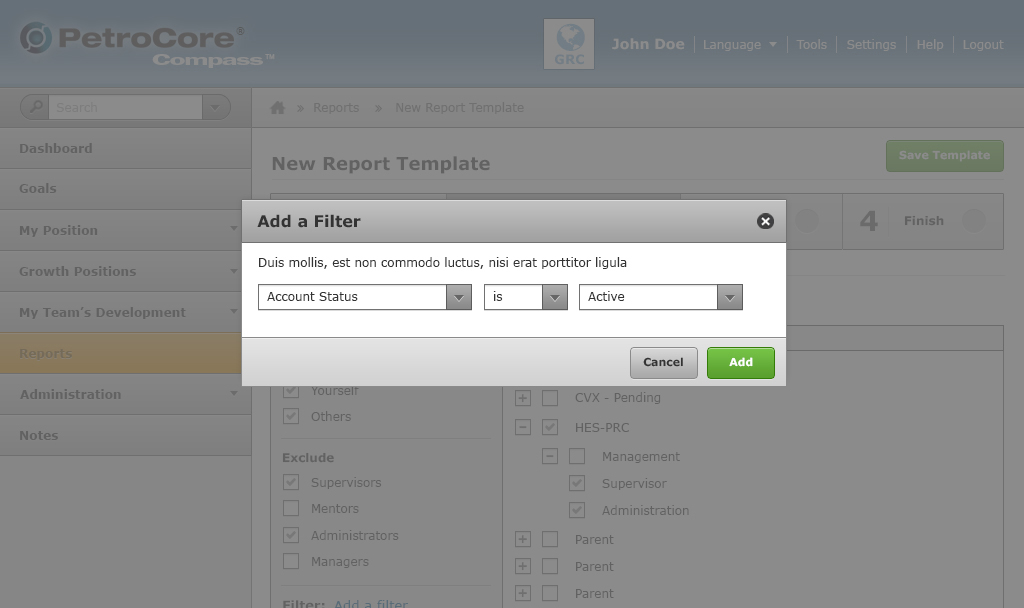 PetroCore®
Compass™
GRC
John Doe
Language
Tools
Settings
Help
Logout
Search
» Reports » New Report Template
Dashboard
Goals
My Position
Growth Positions
My Team's Development
Reports
Administration
Notes
New Report Template
Save Template
4 Finish
Add a Filter
Duis mollis, est non commodo luctus, nisi erat porttitor ligula
Account Status
is
Active
Cancel
Add
Yourself
Others
Exclude
Supervisors
Mentors
Administrators
Managers
Filter: Add a filter
CVX - Pending
HES-PRC
Management
Supervisor
Administration
Parent
Parent
Parent